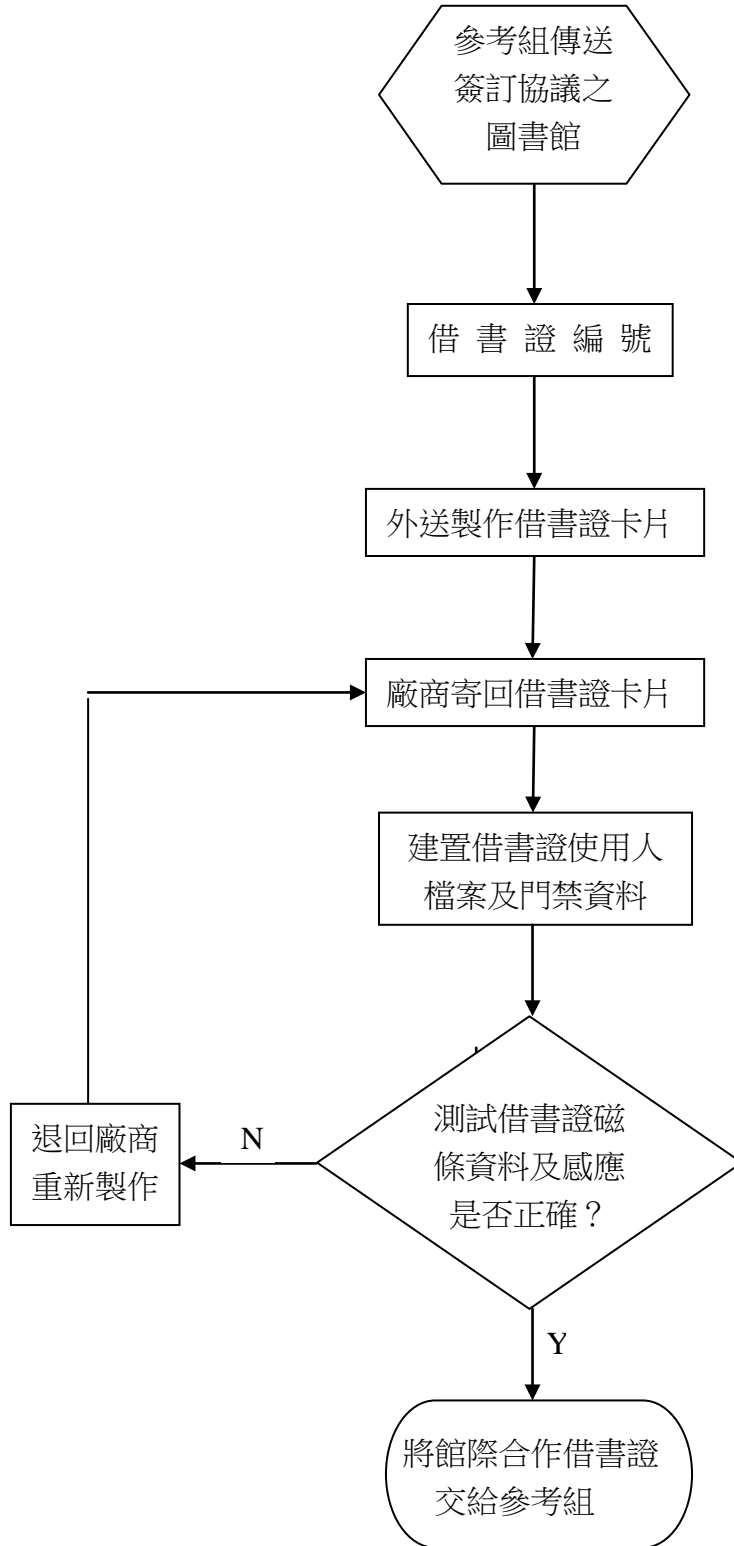 參考組傳送
簽訂協議之
圖書館
借書證編號
外送製作借書證卡片
廠商寄回借書證卡片
建置借書證使用人
檔案及門禁資料
測試借書證磁
條資料及感應
是否正確？
N
退回廠商
重新製作
Y
將館際合作借書證
交給參考組